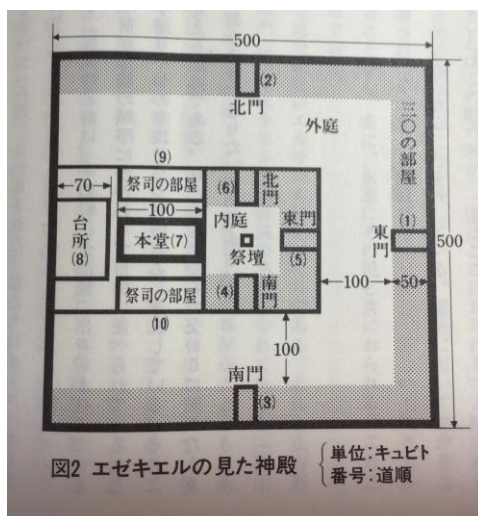 500
(2)
北門
外庭
三〇の部屋
(9)
70
祭司の部屋
(6)
北門
100
内庭
東門
(1)
東門
台所
(8)
本堂(7)
祭壇
(5)
500
(4)
南門
100
50
祭司の部屋
(10)
100
南門
(3)
図2 エゼキエルの見た神殿
単位:キュビト
番号:道順